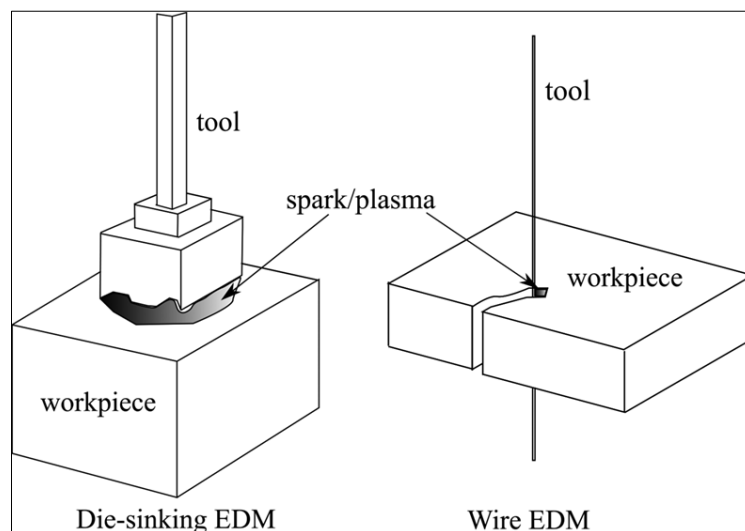 tool
tool
spark/plasma
workpiece
workpiece
Die-sinking EDM
Wire EDM